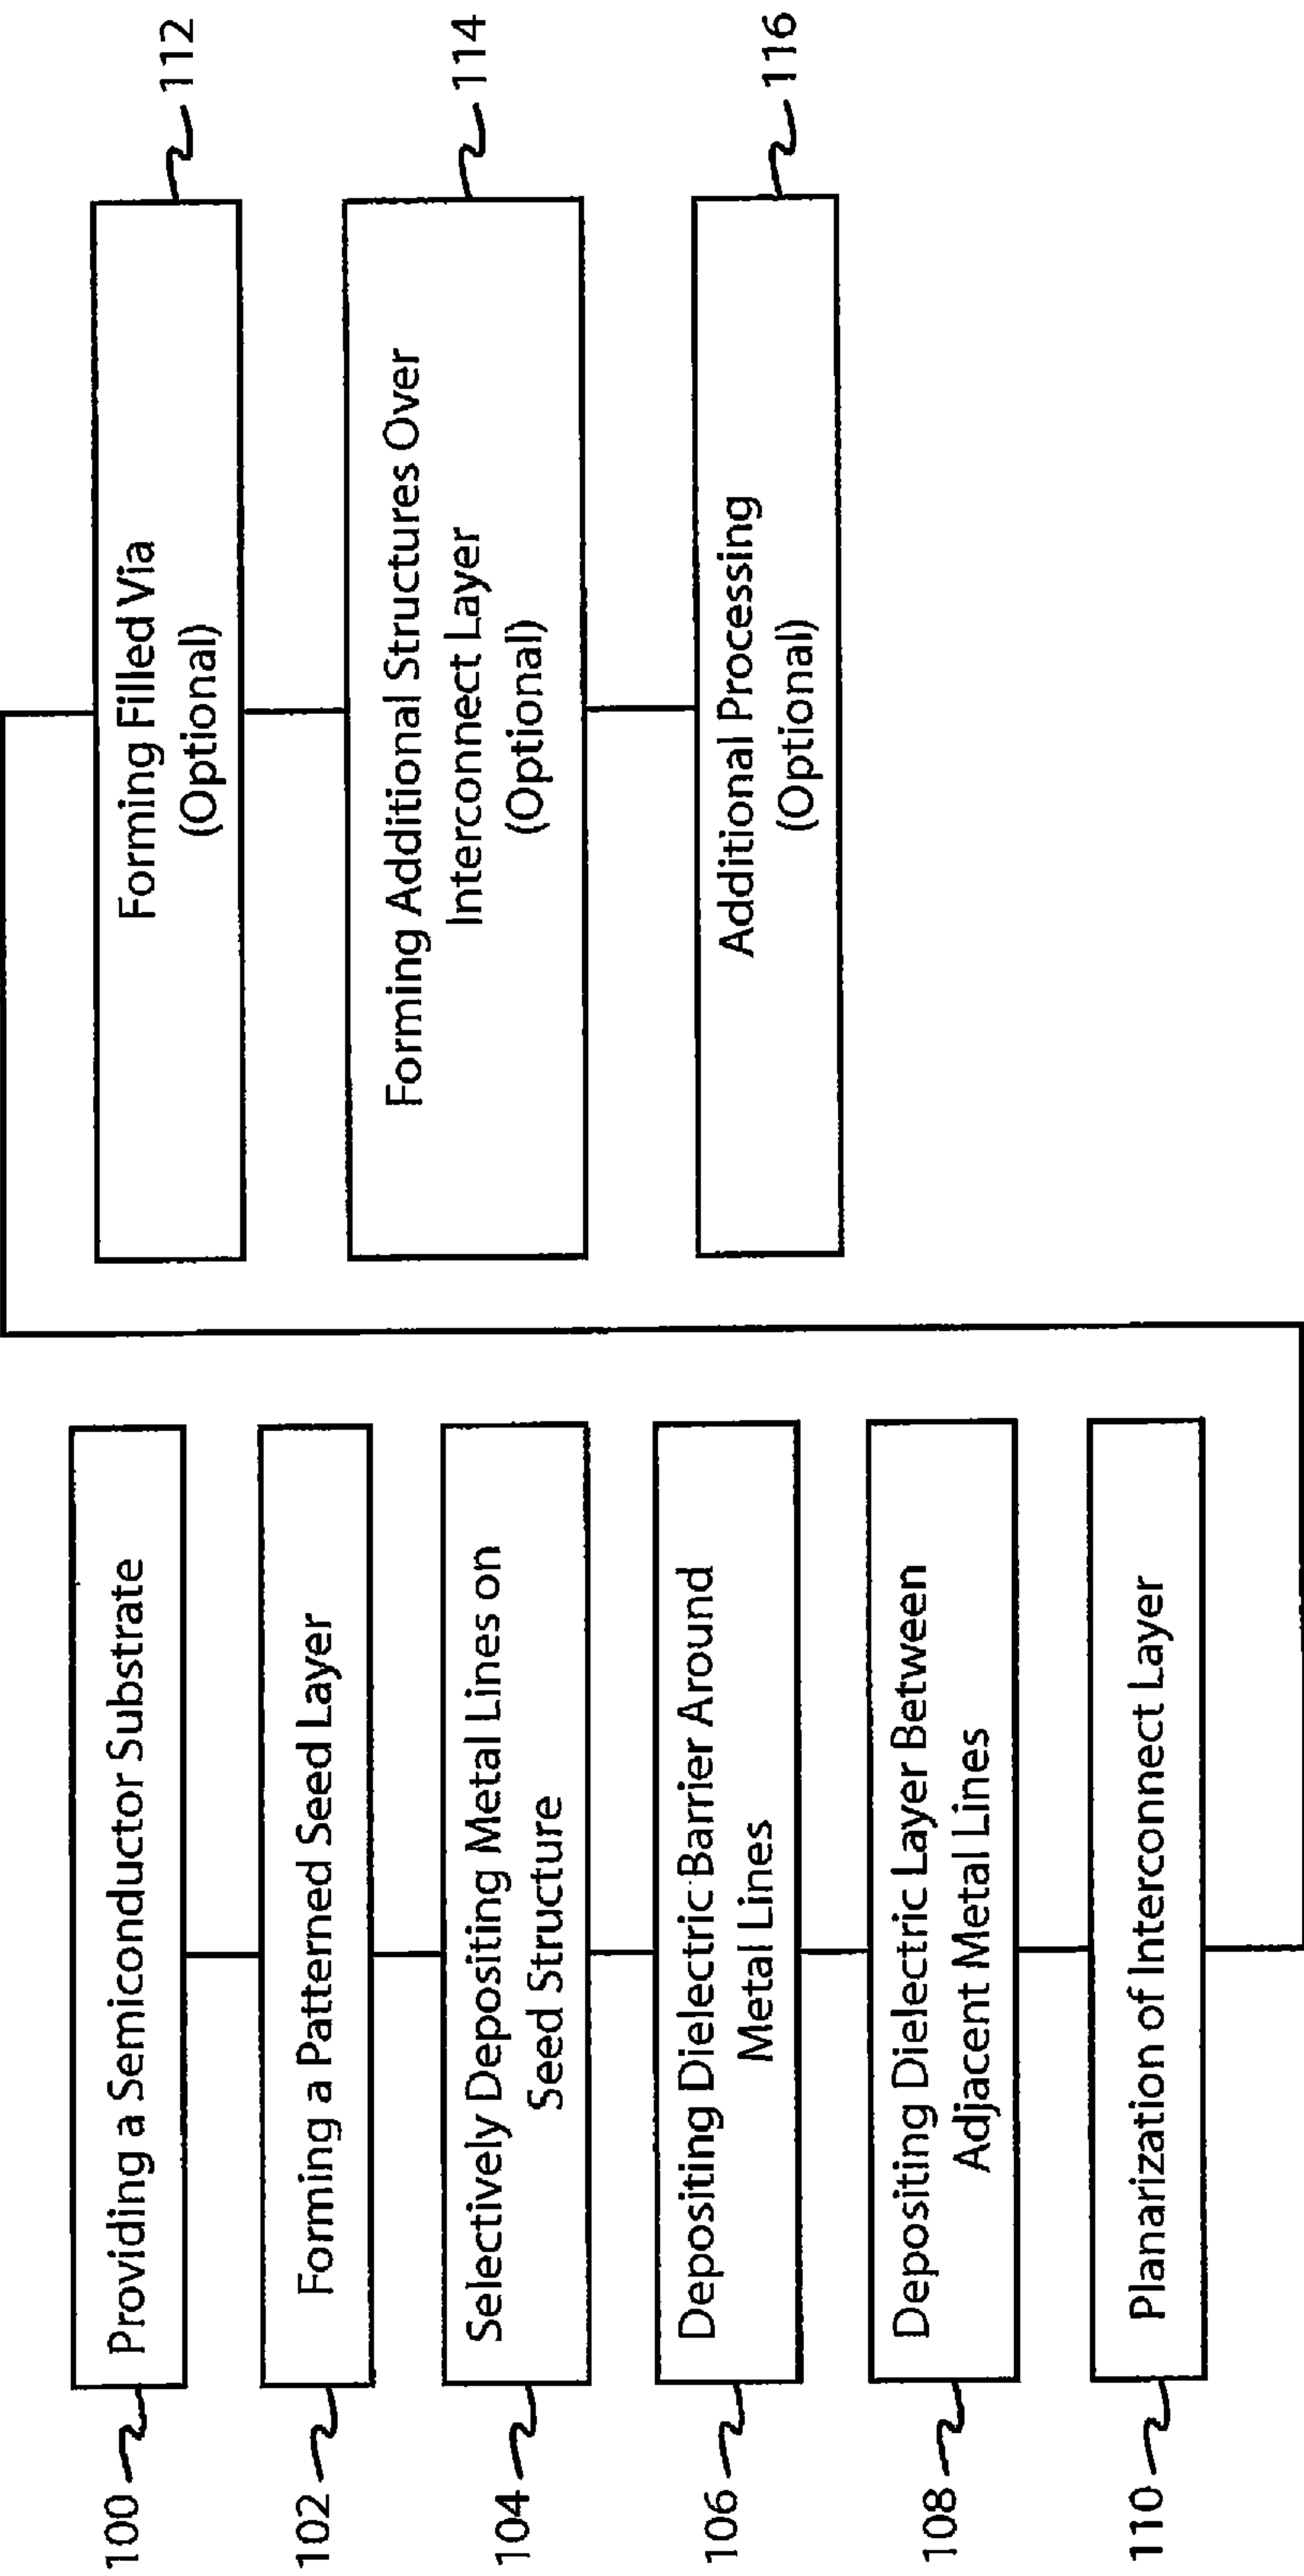 100
Providing a Semiconductor Substrate
102
Forming a Patterned Seed Layer
104
Selectively Depositing Metal Lines on
Seed Structure
106
Depositing Dielectric Barrier Around
Metal Lines
108
Depositing Dielectric Layer Between
Adjacent Metal Lines
110
Planarization of Interconnect Layer
Forming Filled Via
(Optional)
112
Forming Additional Structures Over
Interconnect Layer
(Optional)
114
Additional Processing
(Optional)
116